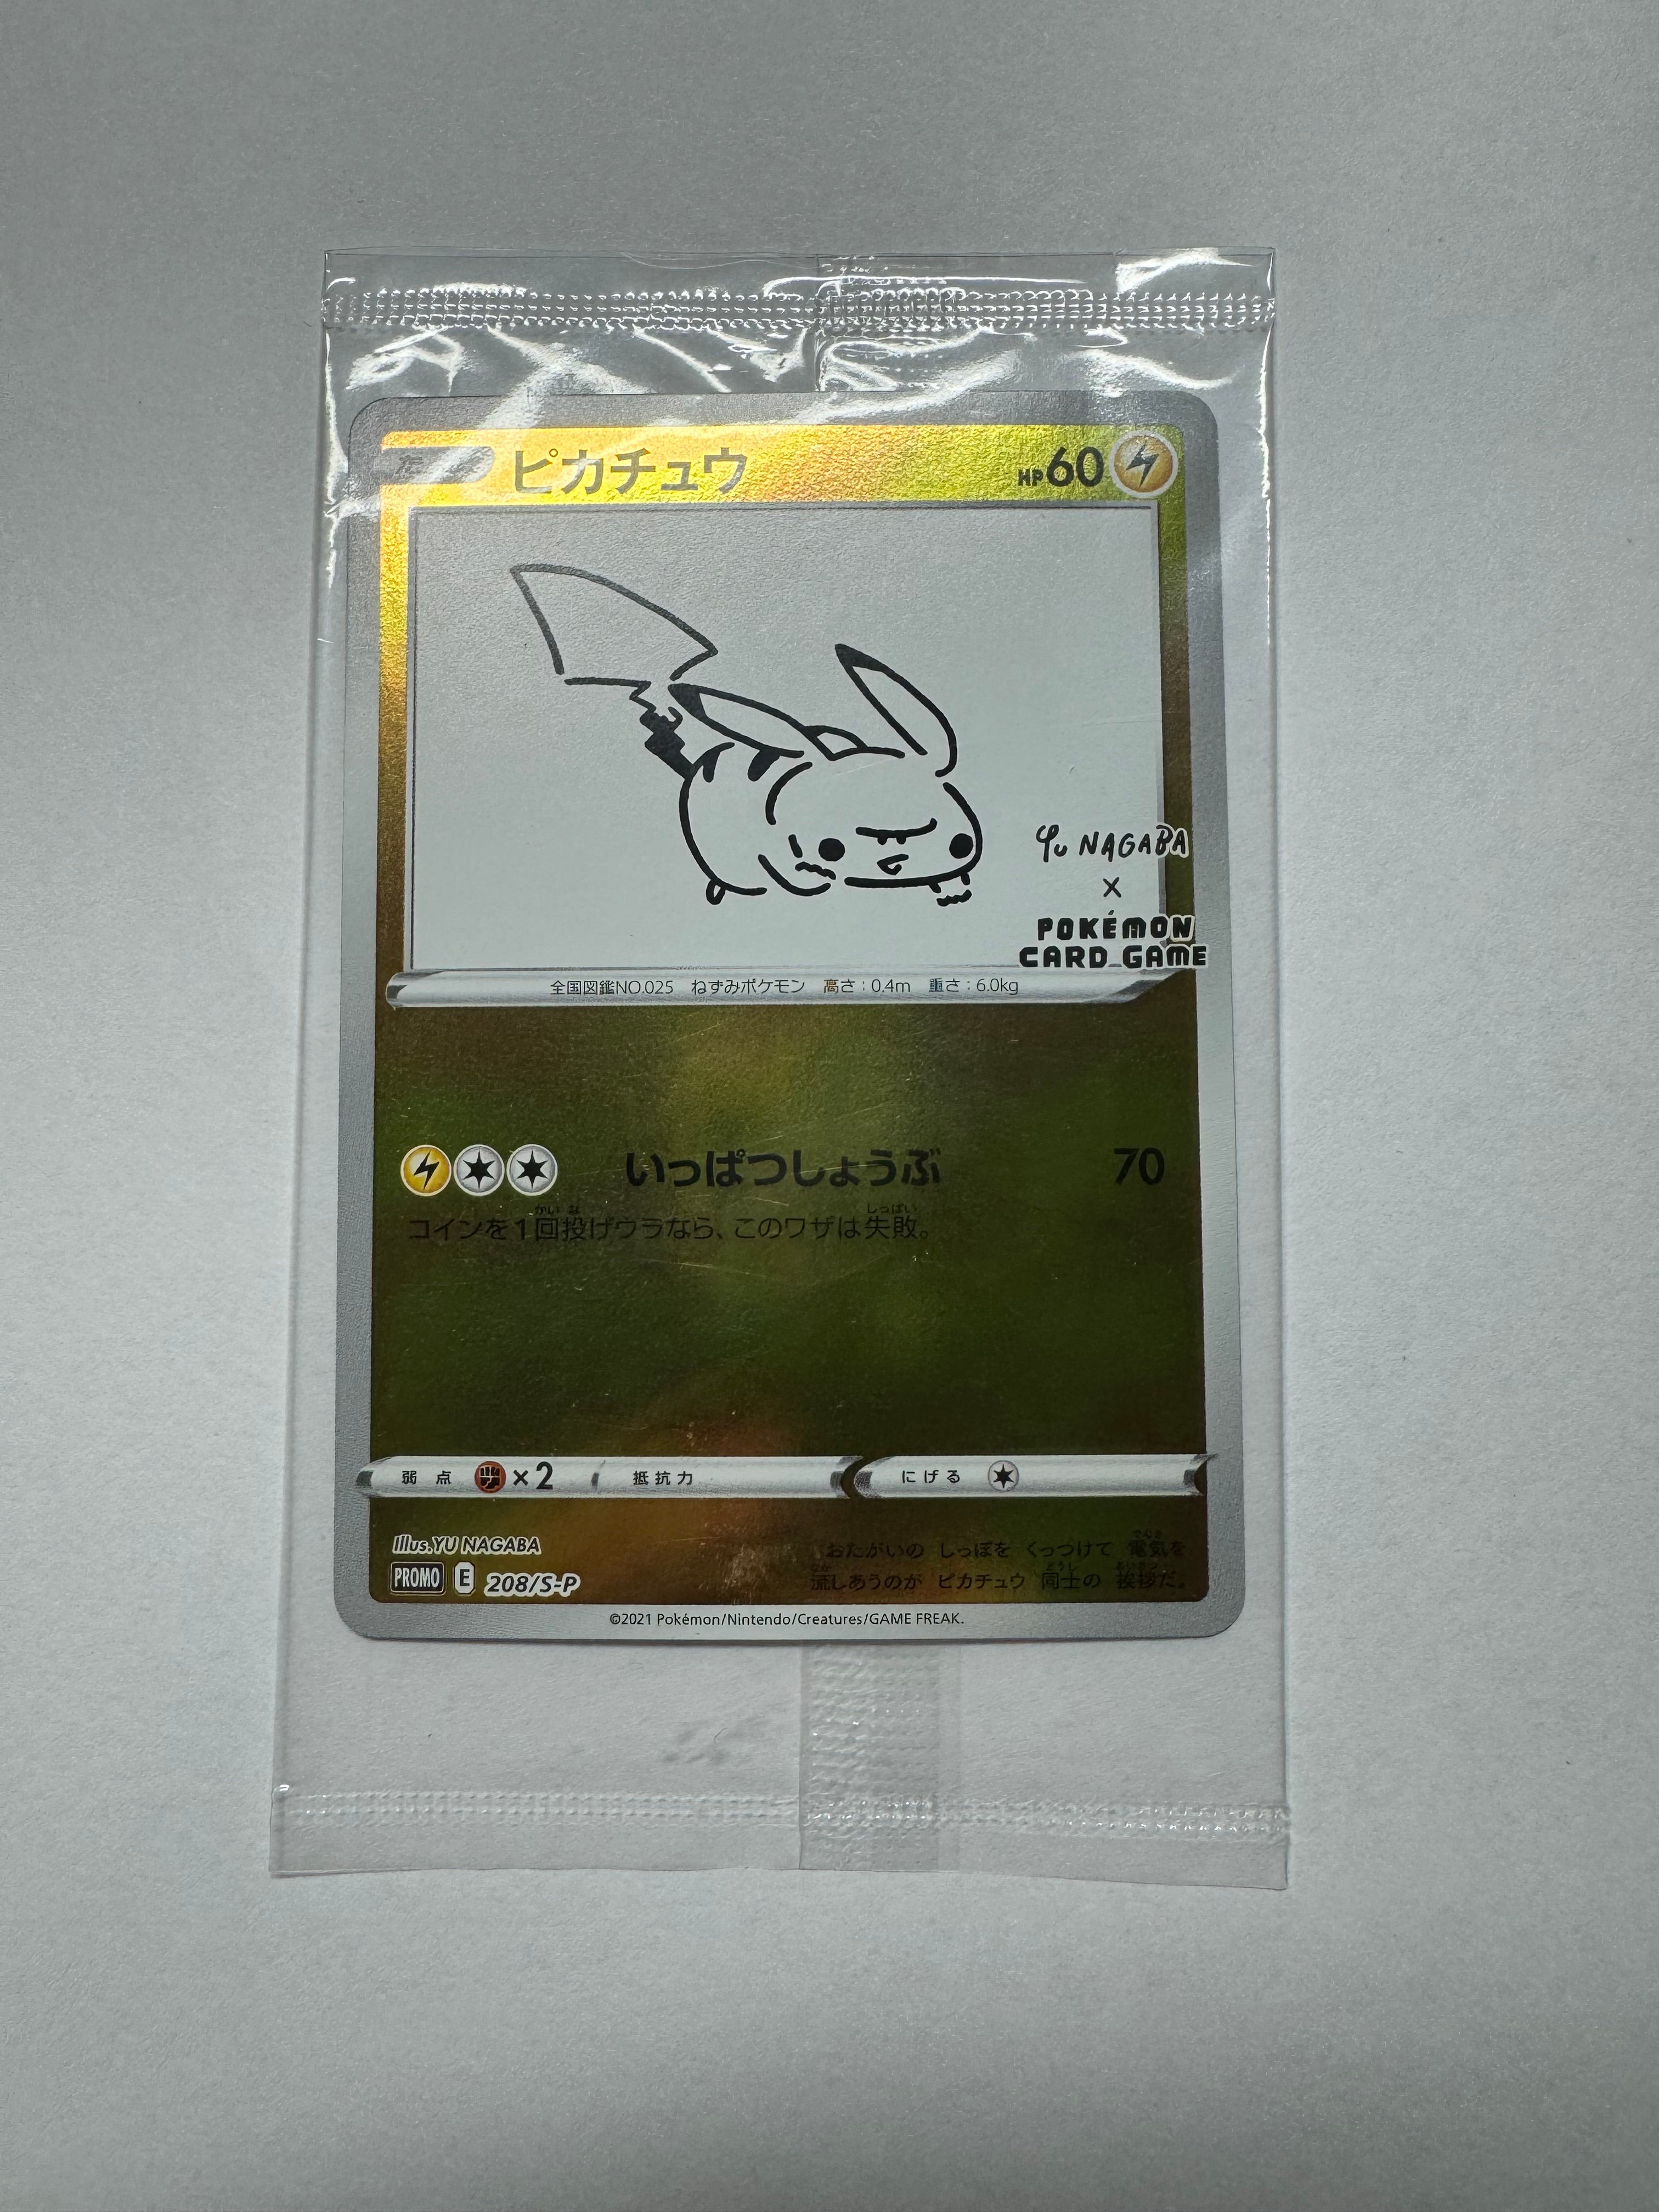 ピカチュウ HP60
Yu NAGABA
×
POKÉMON
CARD GAME
全国図鑑NO.025 ねずみポケモン 高さ：0.4m 重さ：6.0kg
いっぱつしょうぶ 70
コインを1回投げウラなら、このワザは失敗。
弱点 ×2 抵抗力 にげる
Illus.YU NAGABA
PROMO E 208/S-P
おたがいの しっぽを くっつけて 電気を
流しあうのが ピカチュウ 同士の 挨拶だ。
©2021 Pokémon/Nintendo/Creatures/GAME FREAK.